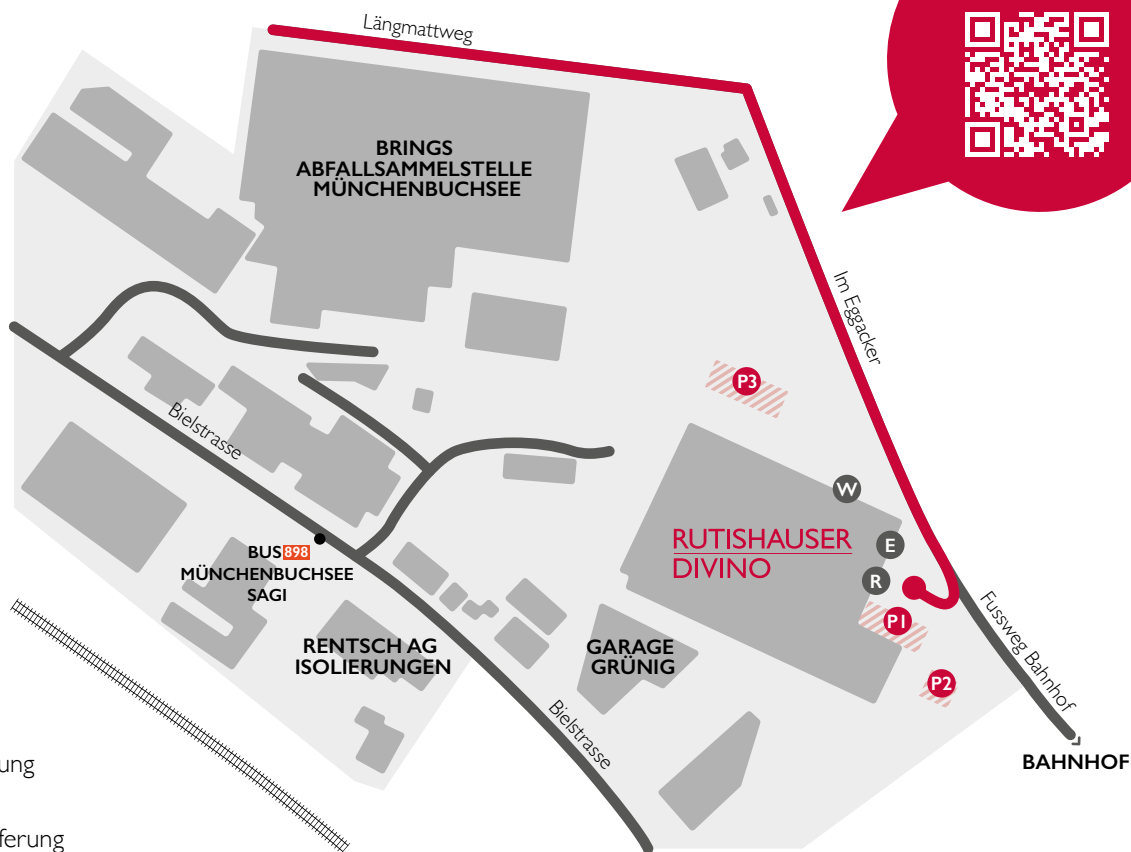 Längmattweg
BRINGS
ABFALLSAMMELSTELLE
MÜNCHENBUCHSEE
Im Eggacker
P3
Bielstrasse
W
RUTISHAUSER
DIVINO
E
R
BUS 898
MÜNCHENBUCHSEE
SAGI
P1
Fussweg Bahnhof
RENTSCH AG
ISOLIERUNGEN
GARAGE
GRÜNIG
P2
Bielstrasse
BAHNHOF
ung
ferung